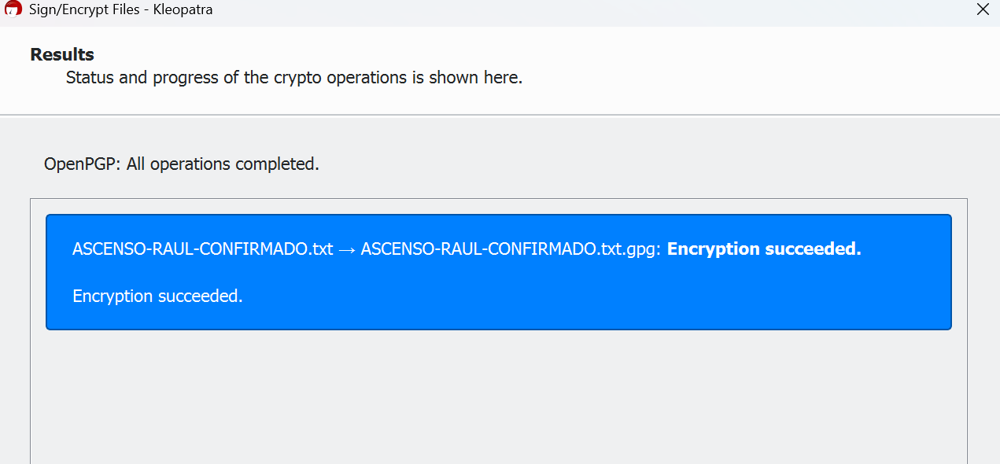 Sign/Encrypt Files - Kleopatra
Results
Status and progress of the crypto operations is shown here.
OpenPGP: All operations completed.
ASCENSO-RAUL-CONFIRMADO.txt → ASCENSO-RAUL-CONFIRMADO.txt.gpg: Encryption succeeded.
Encryption succeeded.